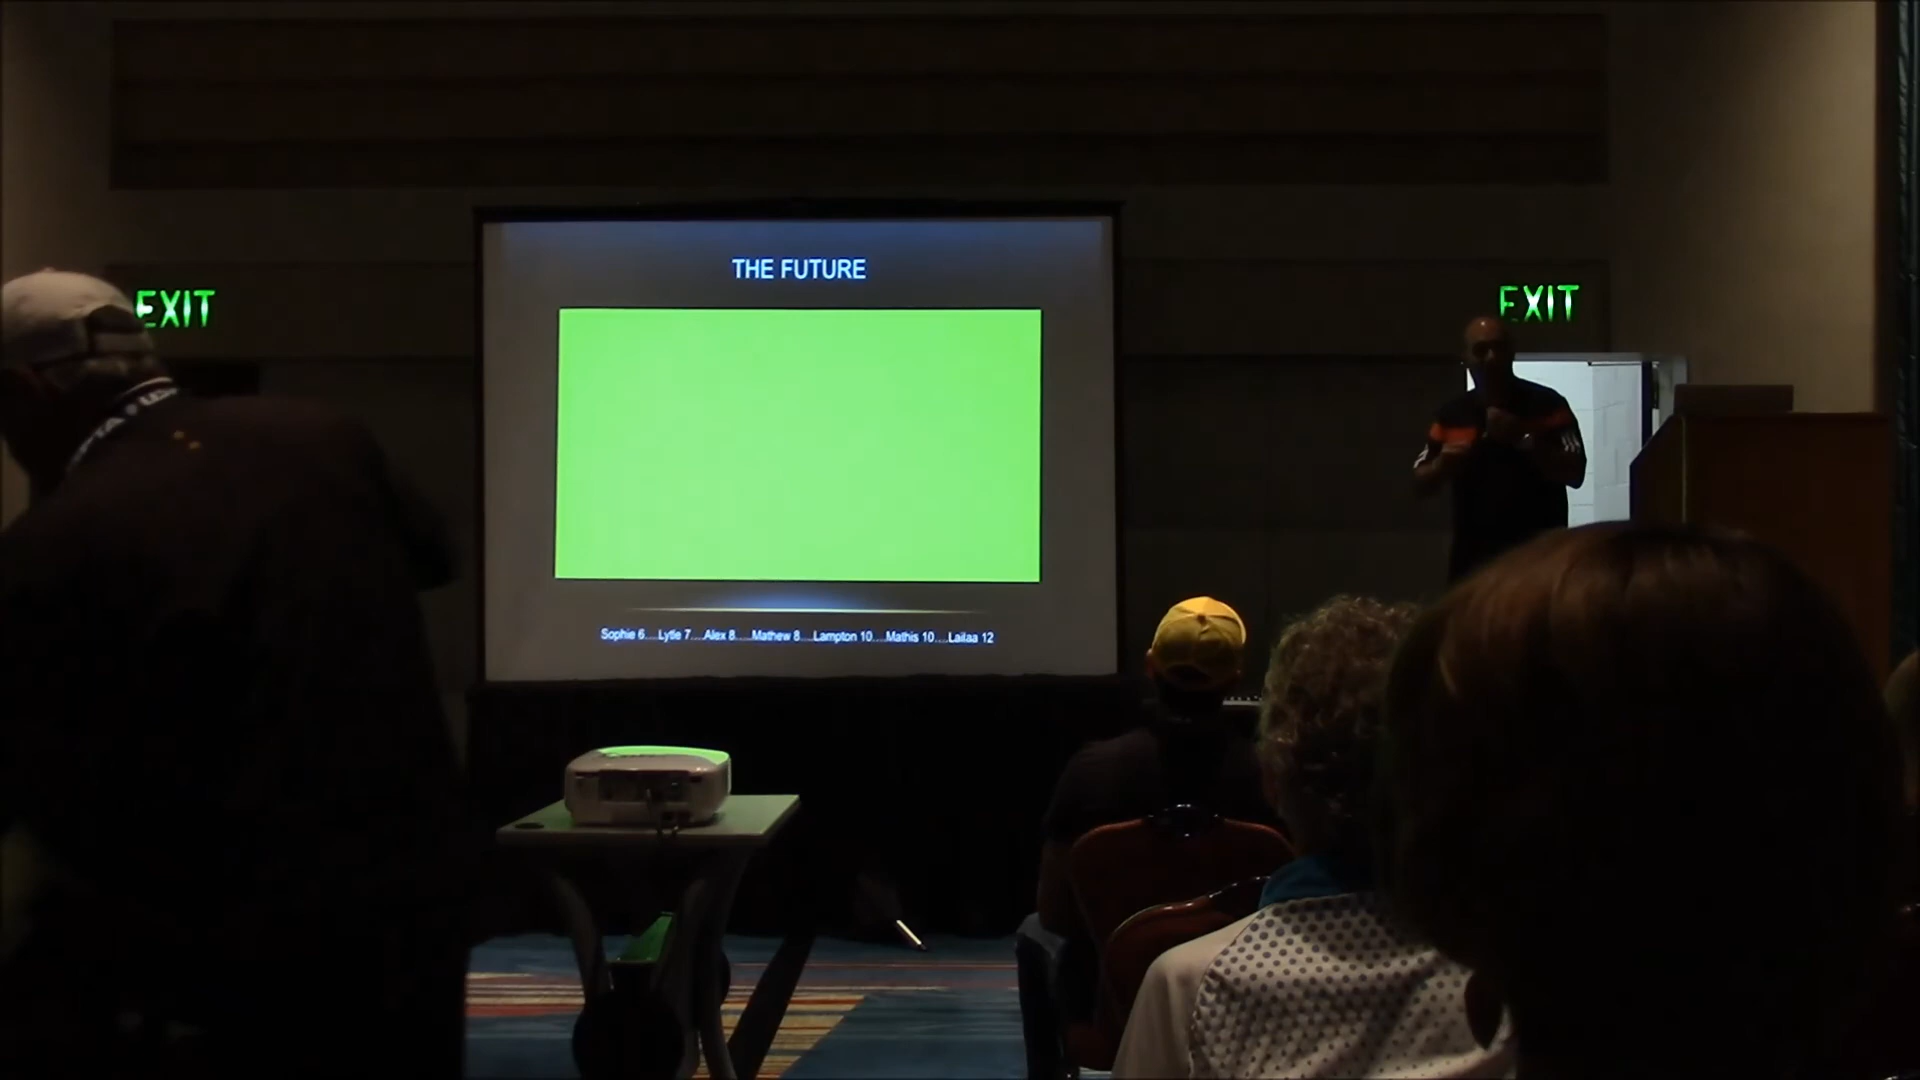 THE FUTURE
EXIT
EXIT
Sophie 6....Lytle 7....Alex 8.....Mathew 8....Lampton 10....Mathis 10....Lailaa 12